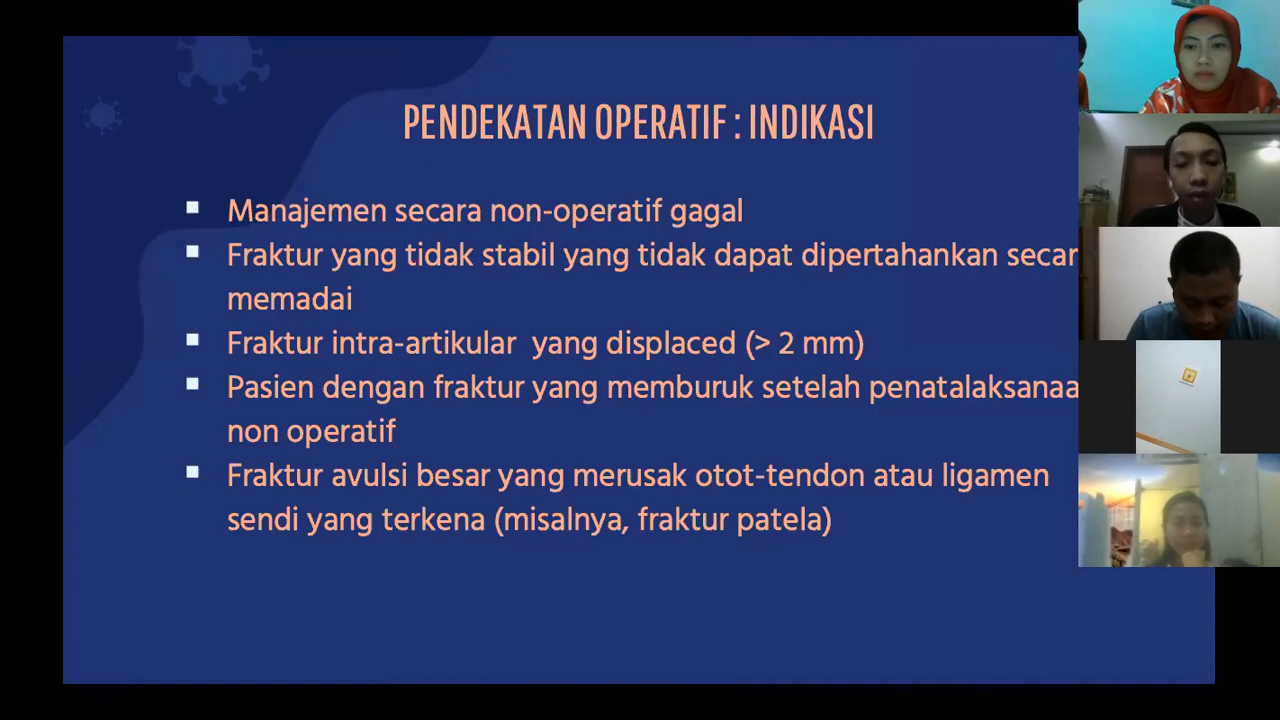 PENDEKATAN OPERATIF : INDIKASI
▪ Manajemen secara non-operatif gagal
▪ Fraktur yang tidak stabil yang tidak dapat dipertahankan secar
memadai
▪ Fraktur intra-artikular yang displaced (> 2 mm)
▪ Pasien dengan fraktur yang memburuk setelah penatalaksanaa
non operatif
▪ Fraktur avulsi besar yang merusak otot-tendon atau ligamen
sendi yang terkena (misalnya, fraktur patela)